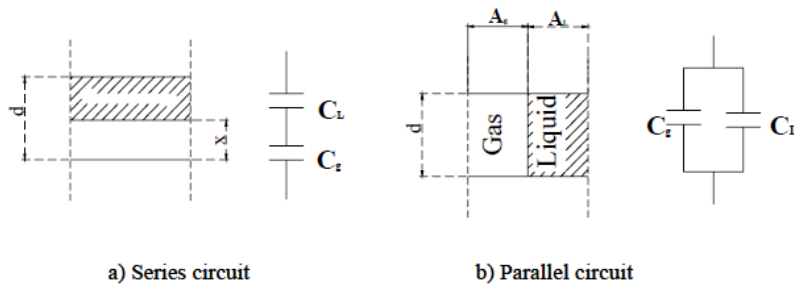 d
x
C_L
C_g
a) Series circuit
A_g
A_L
d
Gas
Liquid
C_g
C_L
b) Parallel circuit